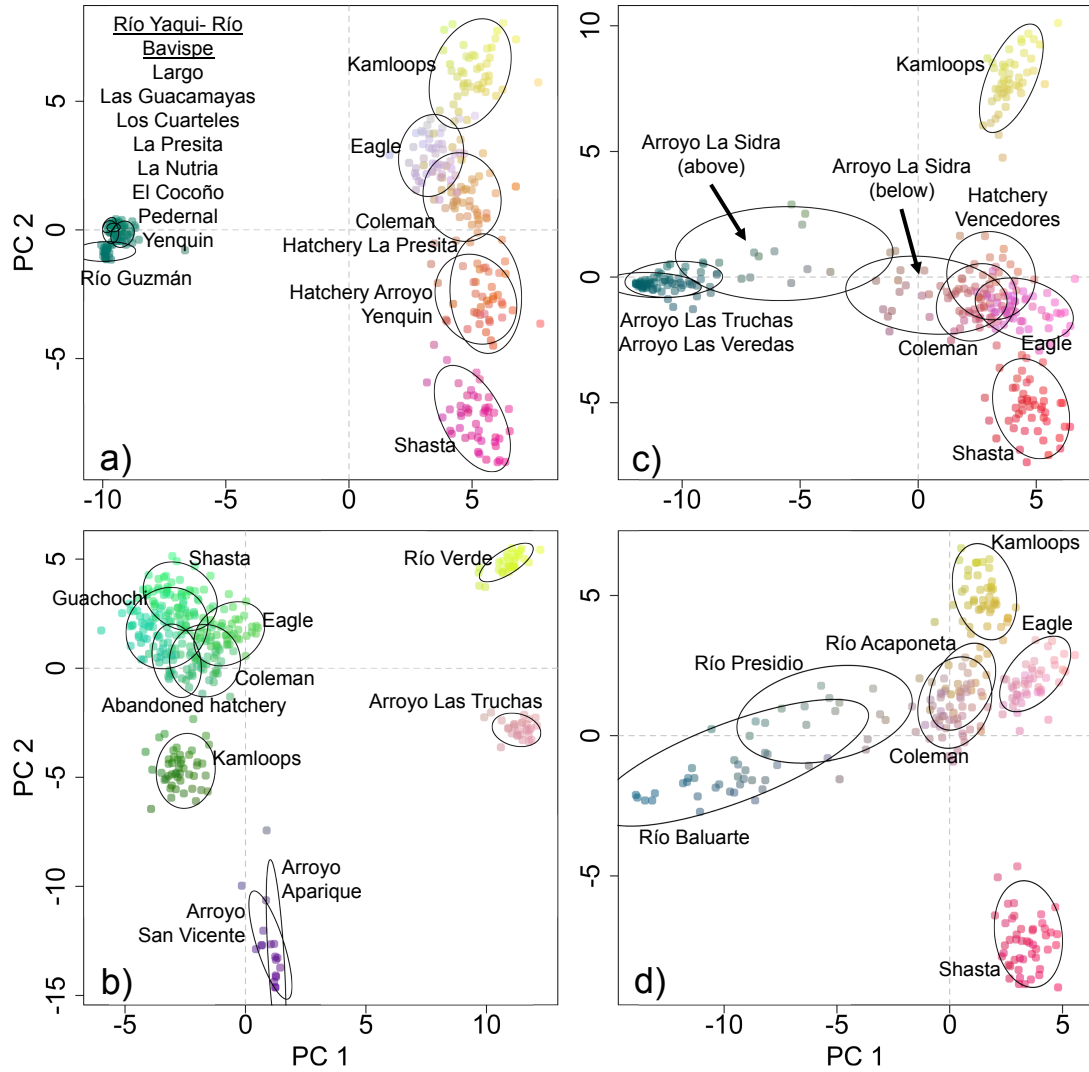 Río Yaqui- Río
Bavispe
Largo
Las Guacamayas
Los Cuarteles
La Presita
La Nutria
El Cocoño
Pedernal
Yenquin
Río Guzmán
Kamloops
Eagle
Coleman
Hatchery La Presita
Hatchery Arroyo
Yenquin
Shasta
a)
PC 2
5
0
-5
-10
-5
0
5
Kamloops
Arroyo La Sidra
(above)
Arroyo La Sidra
(below)
Hatchery
Vencedores
Arroyo Las Truchas
Arroyo Las Veredas
Coleman
Eagle
Shasta
c)
10
5
0
-5
-10
-5
0
5
Shasta
Guachochi
Eagle
Coleman
Abandoned hatchery
Kamloops
Río Verde
Arroyo Las Truchas
Arroyo
Aparique
Arroyo
San Vicente
b)
PC 2
5
0
-5
-10
-15
-5
0
5
10
PC 1
Kamloops
Eagle
Río Acaponeta
Río Presidio
Coleman
Río Baluarte
Shasta
d)
5
0
-5
-10
-5
0
5
PC 1